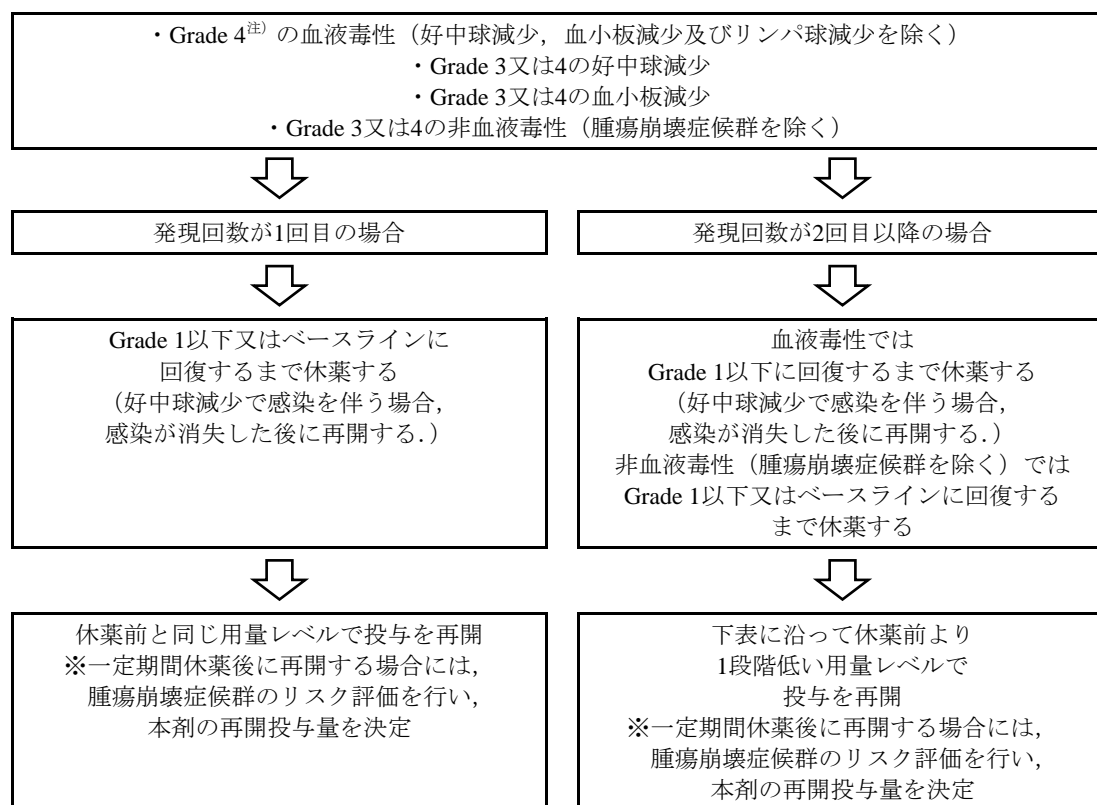 ・Grade 4注）の血液毒性（好中球減少，血小板減少及びリンパ球減少を除く）
・Grade 3又は4の好中球減少
・Grade 3又は4の血小板減少
・Grade 3又は4の非血液毒性（腫瘍崩壊症候群を除く）
発現回数が1回目の場合
発現回数が2回目以降の場合
Grade 1以下又はベースラインに
回復するまで休薬する
（好中球減少で感染を伴う場合，
感染が消失した後に再開する．）
血液毒性では
Grade 1以下に回復するまで休薬する
（好中球減少で感染を伴う場合，
感染が消失した後に再開する．）
非血液毒性（腫瘍崩壊症候群を除く）では
Grade 1以下又はベースラインに回復する
まで休薬する
休薬前と同じ用量レベルで投与を再開
※一定期間休薬後に再開する場合には，
腫瘍崩壊症候群のリスク評価を行い，
本剤の再開投与量を決定
下表に沿って休薬前より
1段階低い用量レベルで
投与を再開
※一定期間休薬後に再開する場合には，
腫瘍崩壊症候群のリスク評価を行い，
本剤の再開投与量を決定